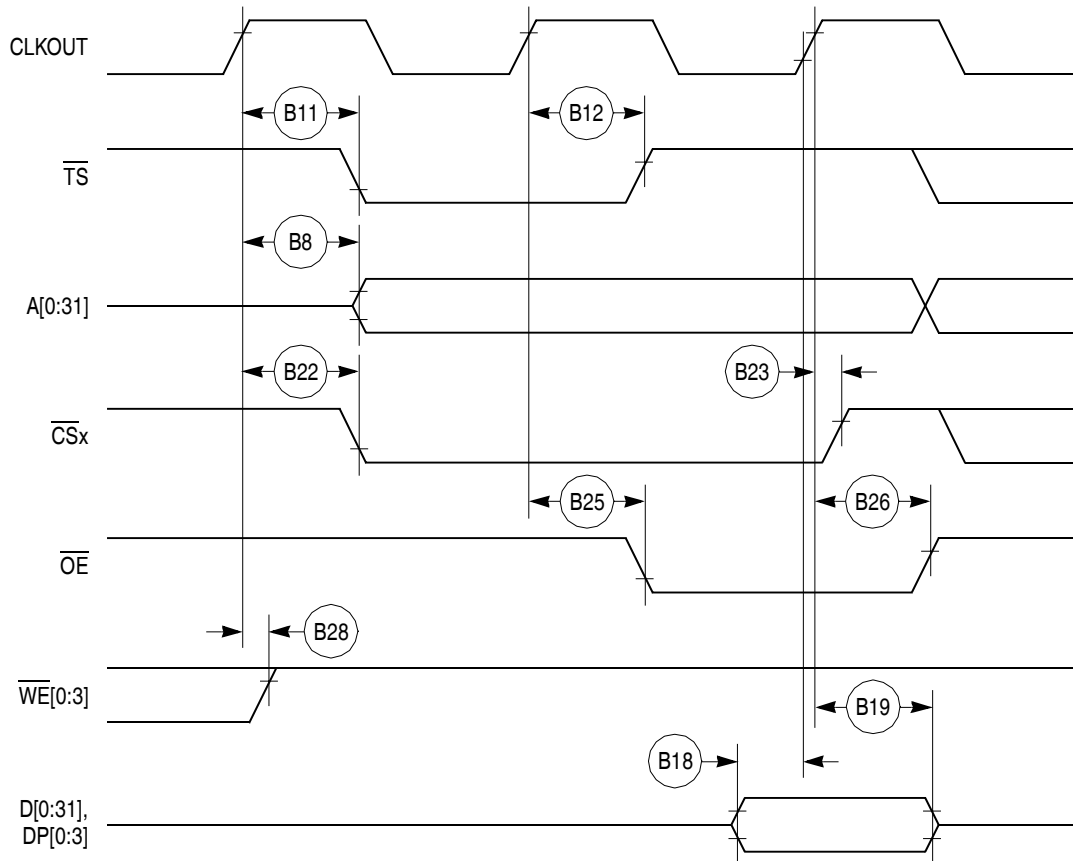 CLKOUT
B11
B12
TS
B8
A[0:31]
B22
B23
CSx
B25
B26
OE
B28
WE[0:3]
B19
B18
D[0:31],
DP[0:3]